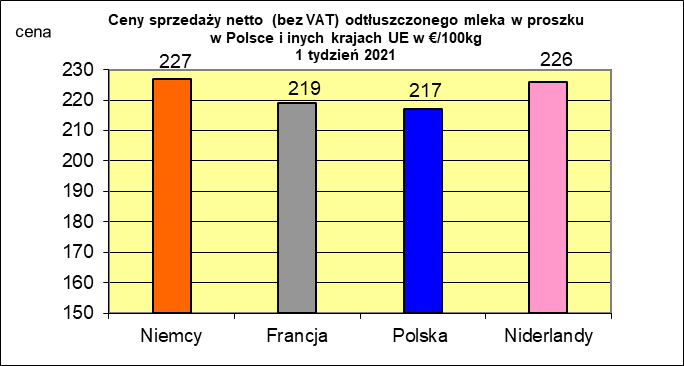 Ceny sprzedaży netto (bez VAT) odtłuszczonego mleka w proszku
w Polsce i inych krajach UE w €/100kg
1 tydzień 2021
cena
227
219
217
226
230
220
210
200
190
180
170
160
150
Niemcy
Francja
Polska
Niderlandy